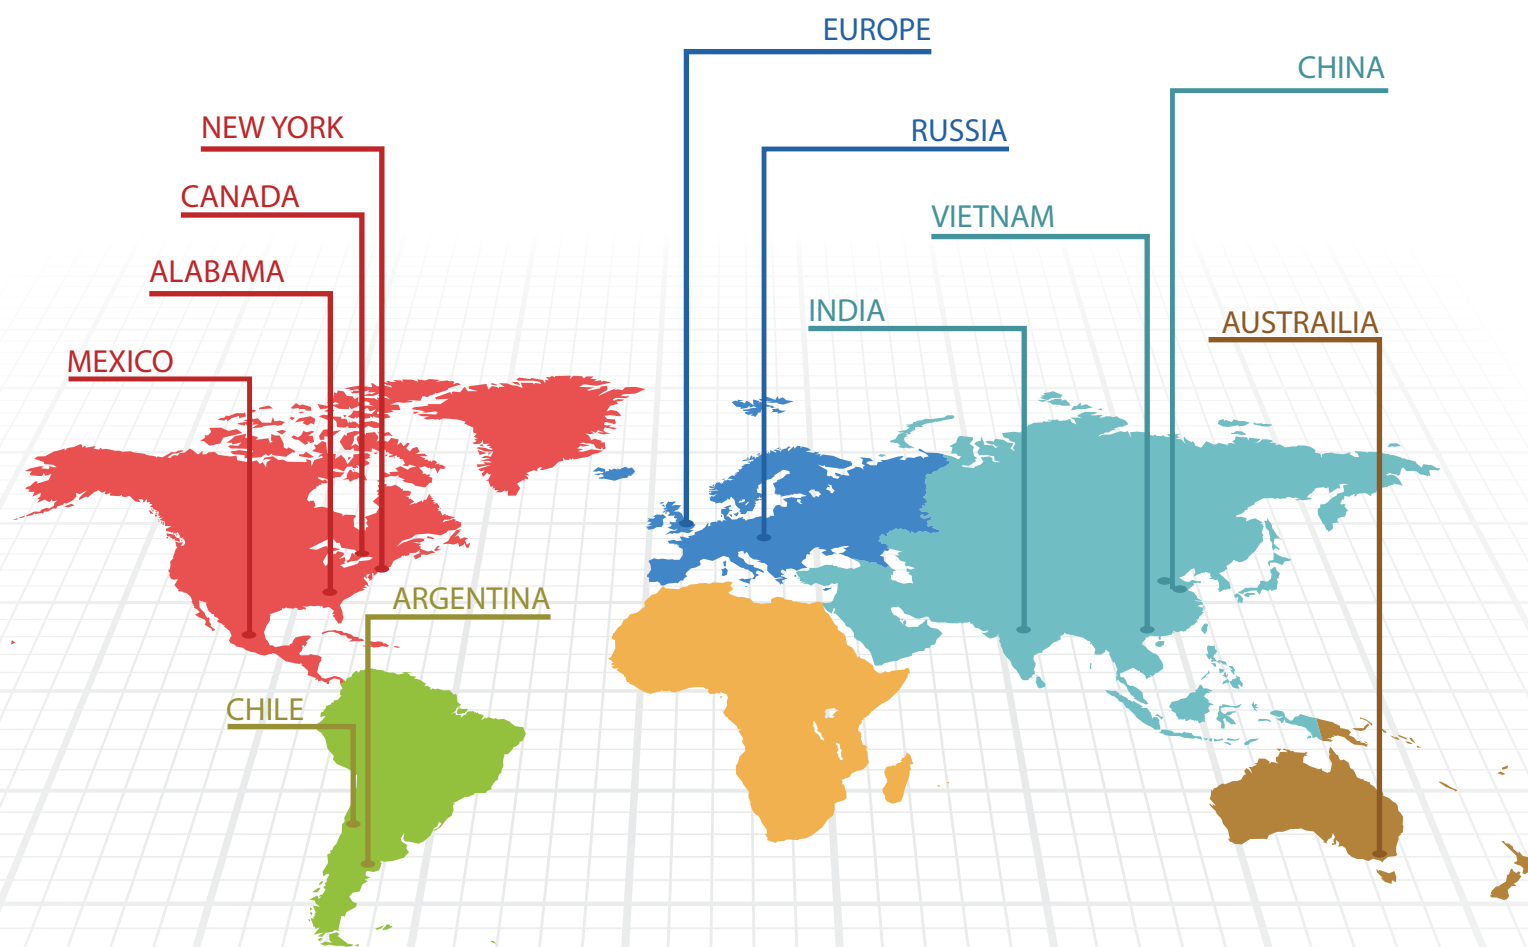 EUROPE
CHINA
NEW YORK
RUSSIA
CANADA
VIETNAM
ALABAMA
INDIA
AUSTRAILIA
MEXICO
ARGENTINA
CHILE